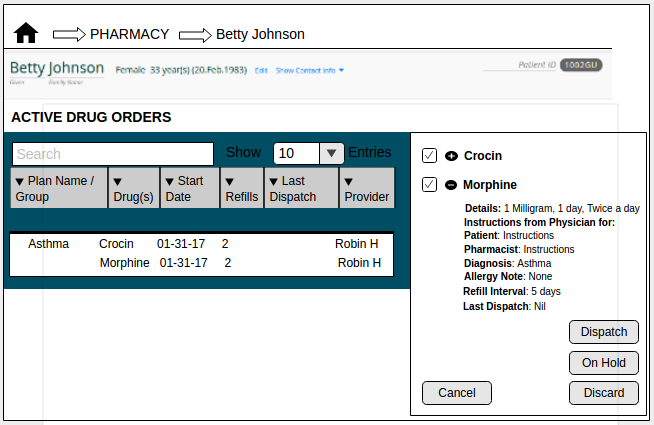 PHARMACY Betty Johnson
Betty Johnson Female 33 year(s) (20.Feb.1983) Edit Show Contact Info Patient ID 1002GU
Given Family Name
ACTIVE DRUG ORDERS
Search Show 10 Entries
Plan Name / Group Drug(s) Start Date Refills Last Dispatch Provider
Asthma Crocin 01-31-17 2 Robin H
Morphine 01-31-17 2 Robin H
Crocin
Morphine
Details: 1 Milligram, 1 day, Twice a day
Instructions from Physician for:
Patient: Instructions
Pharmacist: Instructions
Diagnosis: Asthma
Allergy Note: None
Refill Interval: 5 days
Last Dispatch: Nil
Dispatch
On Hold
Cancel Discard